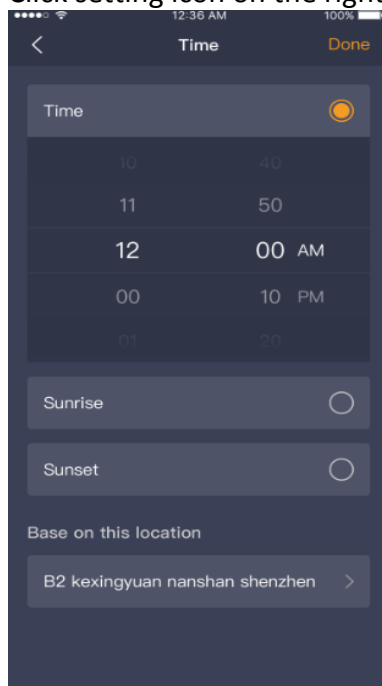 Click setting icon on the right
12:36 AM 100%
Time Done
Time
10 40
11 50
12 00 AM
00 10 PM
01 20
Sunrise
Sunset
Base on this location
B2 kexingyuan nanshan shenzhen